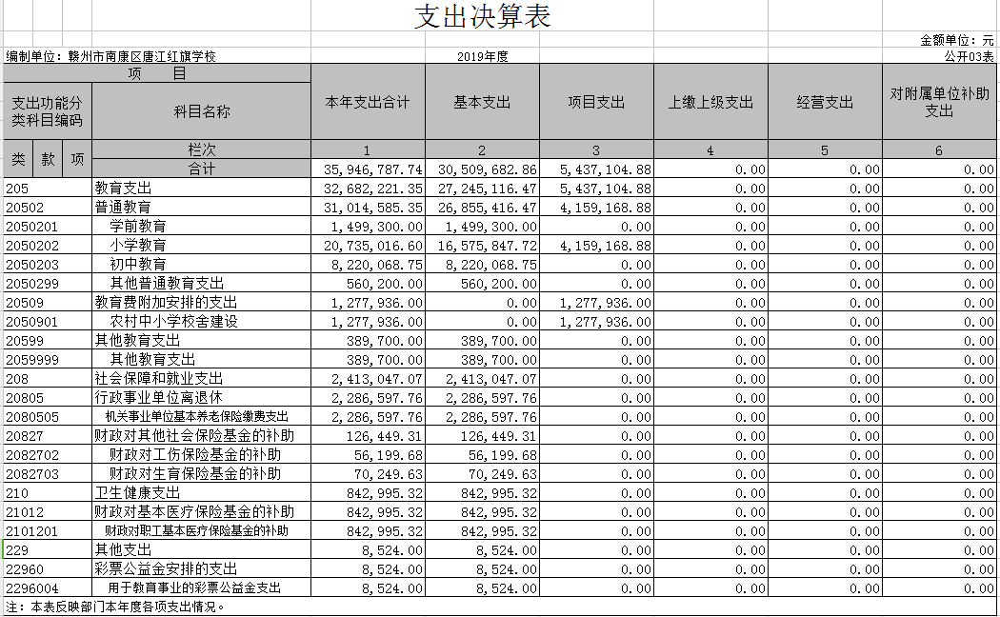 支出决算表
金额单位：元
编制单位：赣州市南康区唐江红旗学校 2019年度 公开03表
项 目 本年支出合计 基本支出 项目支出 上缴上级支出 经营支出 对附属单位补助支出
支出功能分类科目编码 科目名称
类 款 项 栏次 1 2 3 4 5 6
合计 35,946,787.74 30,509,682.86 5,437,104.88 0.00 0.00 0.00
205 教育支出 32,682,221.35 27,245,116.47 5,437,104.88 0.00 0.00 0.00
20502 普通教育 31,014,585.35 26,855,416.47 4,159,168.88 0.00 0.00 0.00
2050201 学前教育 1,499,300.00 1,499,300.00 0.00 0.00 0.00 0.00
2050202 小学教育 20,735,016.60 16,575,847.72 4,159,168.88 0.00 0.00 0.00
2050203 初中教育 8,220,068.75 8,220,068.75 0.00 0.00 0.00 0.00
2050299 其他普通教育支出 560,200.00 560,200.00 0.00 0.00 0.00 0.00
20509 教育费附加安排的支出 1,277,936.00 0.00 1,277,936.00 0.00 0.00 0.00
2050901 农村中小学校舍建设 1,277,936.00 0.00 1,277,936.00 0.00 0.00 0.00
20599 其他教育支出 389,700.00 389,700.00 0.00 0.00 0.00 0.00
2059999 其他教育支出 389,700.00 389,700.00 0.00 0.00 0.00 0.00
208 社会保障和就业支出 2,413,047.07 2,413,047.07 0.00 0.00 0.00 0.00
20805 行政事业单位离退休 2,286,597.76 2,286,597.76 0.00 0.00 0.00 0.00
2080505 机关事业单位基本养老保险缴费支出 2,286,597.76 2,286,597.76 0.00 0.00 0.00 0.00
20827 财政对其他社会保险基金的补助 126,449.31 126,449.31 0.00 0.00 0.00 0.00
2082702 财政对工伤保险基金的补助 56,199.68 56,199.68 0.00 0.00 0.00 0.00
2082703 财政对生育保险基金的补助 70,249.63 70,249.63 0.00 0.00 0.00 0.00
210 卫生健康支出 842,995.32 842,995.32 0.00 0.00 0.00 0.00
21012 财政对基本医疗保险基金的补助 842,995.32 842,995.32 0.00 0.00 0.00 0.00
2101201 财政对职工基本医疗保险基金的补助 842,995.32 842,995.32 0.00 0.00 0.00 0.00
229 其他支出 8,524.00 8,524.00 0.00 0.00 0.00 0.00
22960 彩票公益金安排的支出 8,524.00 8,524.00 0.00 0.00 0.00 0.00
2296004 用于教育事业的彩票公益金支出 8,524.00 8,524.00 0.00 0.00 0.00 0.00
注：本表反映部门本年度各项支出情况。